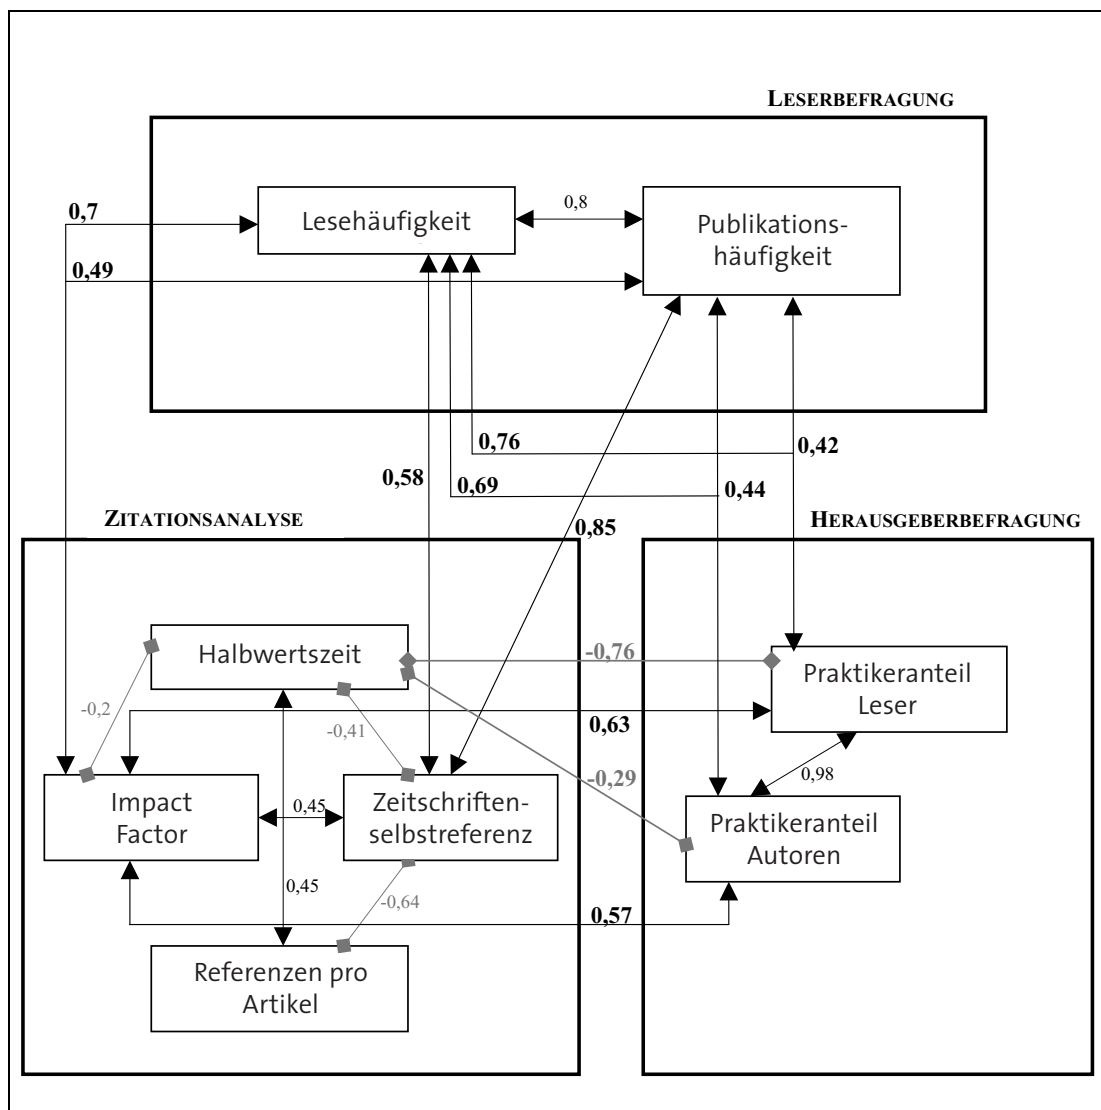 LESERBEFRAGUNG
0,7
Lesehäufigkeit
0,8
Publikations-
häufigkeit
0,49
0,76
0,42
0,58
0,69
0,44
ZITATIONSANALYSE
0,85
HERAUSGEBERBEFRAGUNG
Halbwertszeit
-0,76
Praktikeranteil
Leser
-0,2
-0,41
0,63
-0,29
0,98
Impact
Factor
0,45
Zeitschriften-
selbstreferenz
Praktikeranteil
Autoren
0,45
-0,64
0,57
Referenzen pro
Artikel